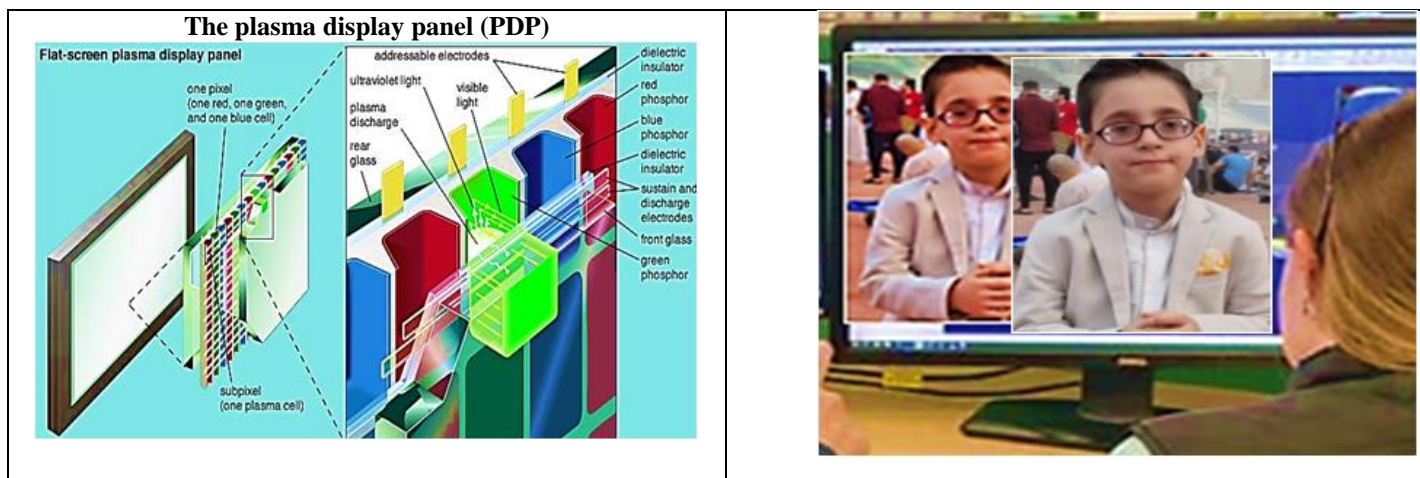 The plasma display panel (PDP)
Flat-screen plasma display panel
one pixel
(one red, one green,
and one blue cell)
subpixel
(one plasma cell)
addressable electrodes
ultraviolet light
visible
light
plasma
discharge
rear
glass
dielectric
insulator
red
phosphor
blue
phosphor
dielectric
insulator
sustain and
discharge
electrodes
front glass
green
phosphor